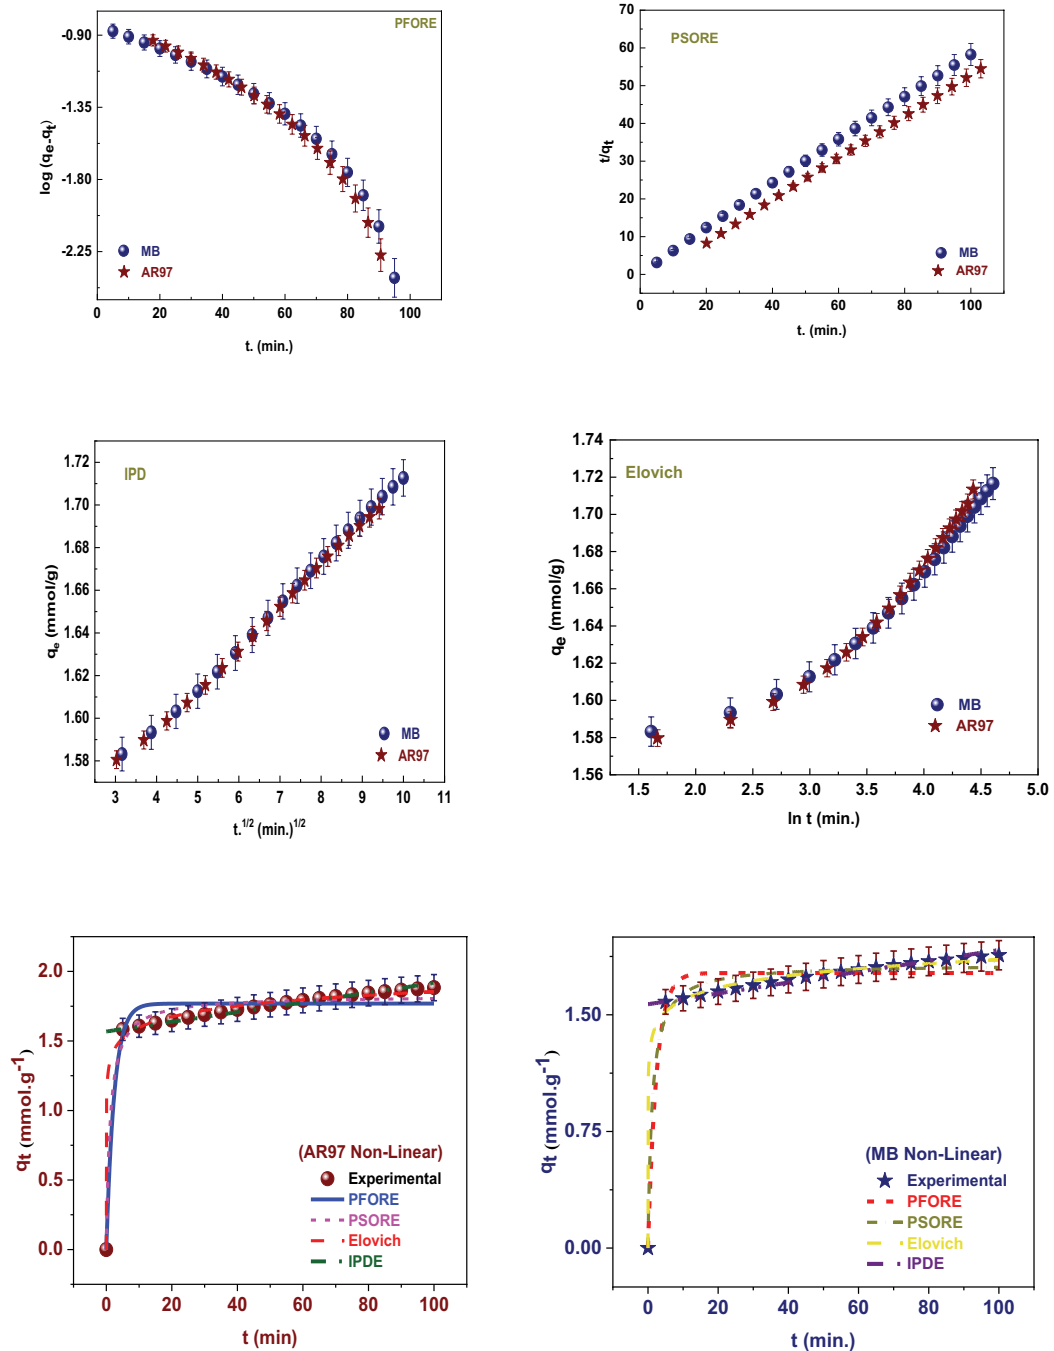 PFORE
-0.90
-1.35
-1.80
-2.25
log (qe-qt)
MB
AR97
0 20 40 60 80 100
t. (min.)
PSORE
70
60
50
40
30
20
10
0
t/qt
MB
AR97
0 20 40 60 80 100
t. (min.)
IPD
1.72
1.70
1.68
1.66
1.64
1.62
1.60
1.58
qe (mmol/g)
MB
AR97
3 4 5 6 7 8 9 10 11
t.1/2 (min.)1/2
Elovich
1.74
1.72
1.70
1.68
1.66
1.64
1.62
1.60
1.58
1.56
qe (mmol/g)
MB
AR97
1.5 2.0 2.5 3.0 3.5 4.0 4.5 5.0
ln t (min.)
2.0
1.5
1.0
0.5
0.0
qt (mmol.g-1)
(AR97 Non-Linear)
Experimental
PFORE
PSORE
Elovich
IPDE
0 20 40 60 80 100
t (min)
1.50
0.75
0.00
qt (mmol.g-1)
(MB Non-Linear)
Experimental
PFORE
PSORE
Elovich
IPDE
0 20 40 60 80 100
t (min.)